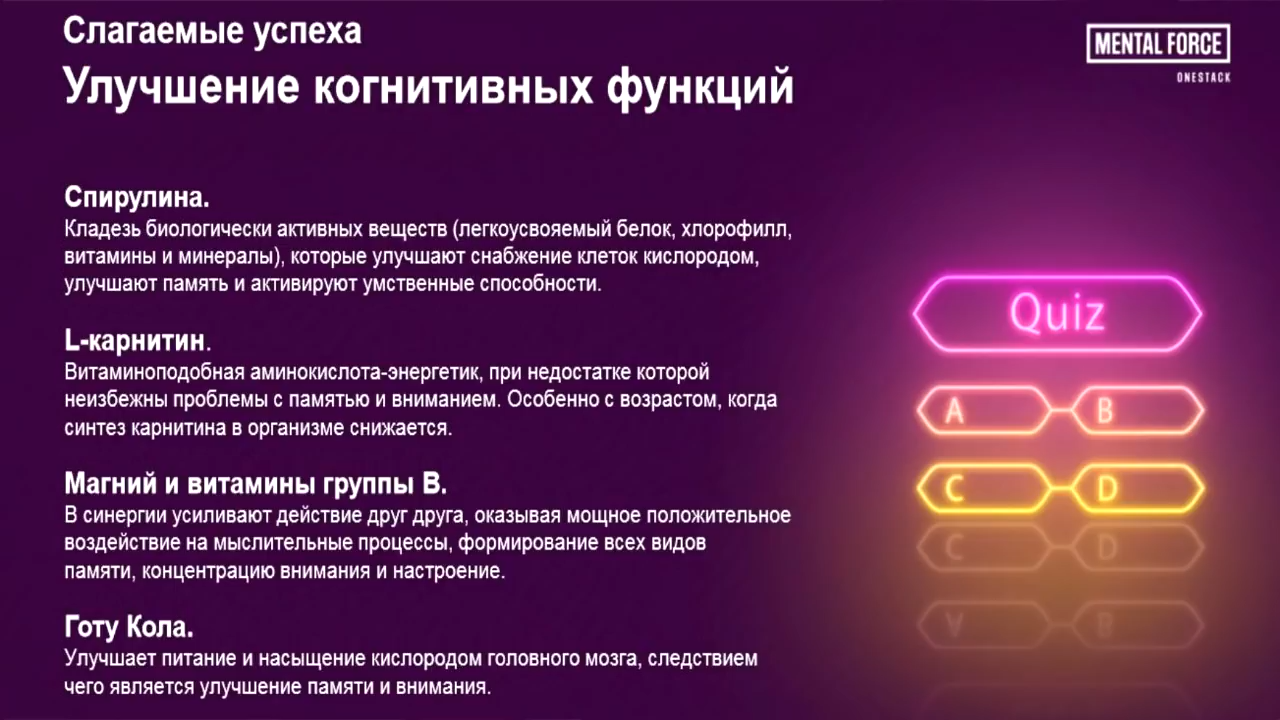 Слагаемые успеха
MENTAL FORCE
Улучшение когнитивных функций
ONESTACK
Спирулина.
Кладезь биологически активных веществ (легкоусвояемый белок, хлорофилл,
витамины и минералы), которые улучшают снабжение клеток кислородом,
улучшают память и активируют умственные способности.
L-карнитин.
Витаминоподобная аминокислота-энергетик, при недостатке которой
неизбежны проблемы с памятью и вниманием. Особенно с возрастом, когда
синтез карнитина в организме снижается.
Магний и витамины группы В.
В синергии усиливают действие друг друга, оказывая мощное положительное
воздействие на мыслительные процессы, формирование всех видов
памяти, концентрацию внимания и настроение.
Готу Кола.
Улучшает питание и насыщение кислородом головного мозга, следствием
чего является улучшение памяти и внимания.
Quiz
A B
C D